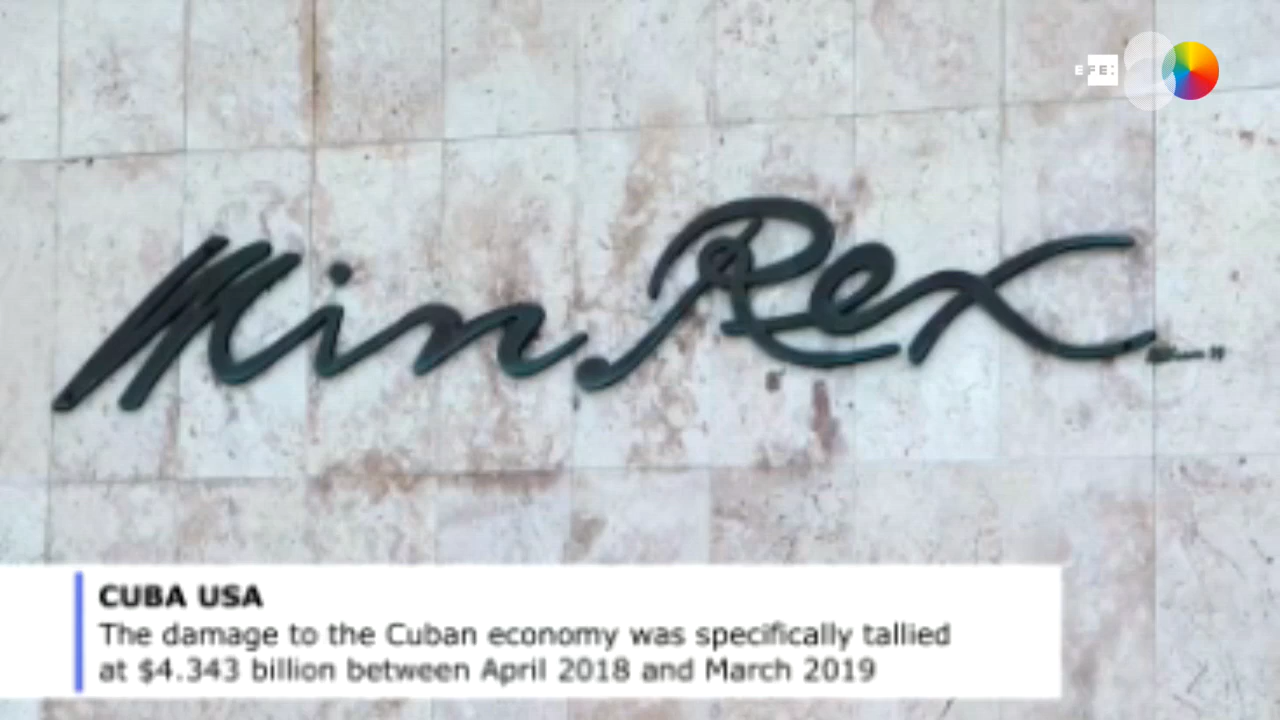 EFE:
MinRex
CUBA USA
The damage to the Cuban economy was specifically tallied
at $4.343 billion between April 2018 and March 2019